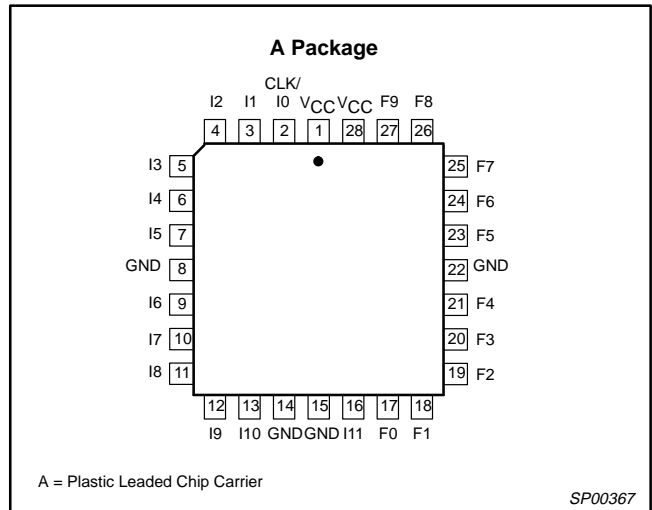 A Package
CLK/
I2 I1 I0 VCC VCC F9 F8
4 3 2 1 28 27 26
I3 5 25 F7
I4 6 24 F6
I5 7 23 F5
GND 8 22 GND
I6 9 21 F4
I7 10 20 F3
I8 11 19 F2
12 13 14 15 16 17 18
I9 I10 GND GND I11 F0 F1
A = Plastic Leaded Chip Carrier
SP00367